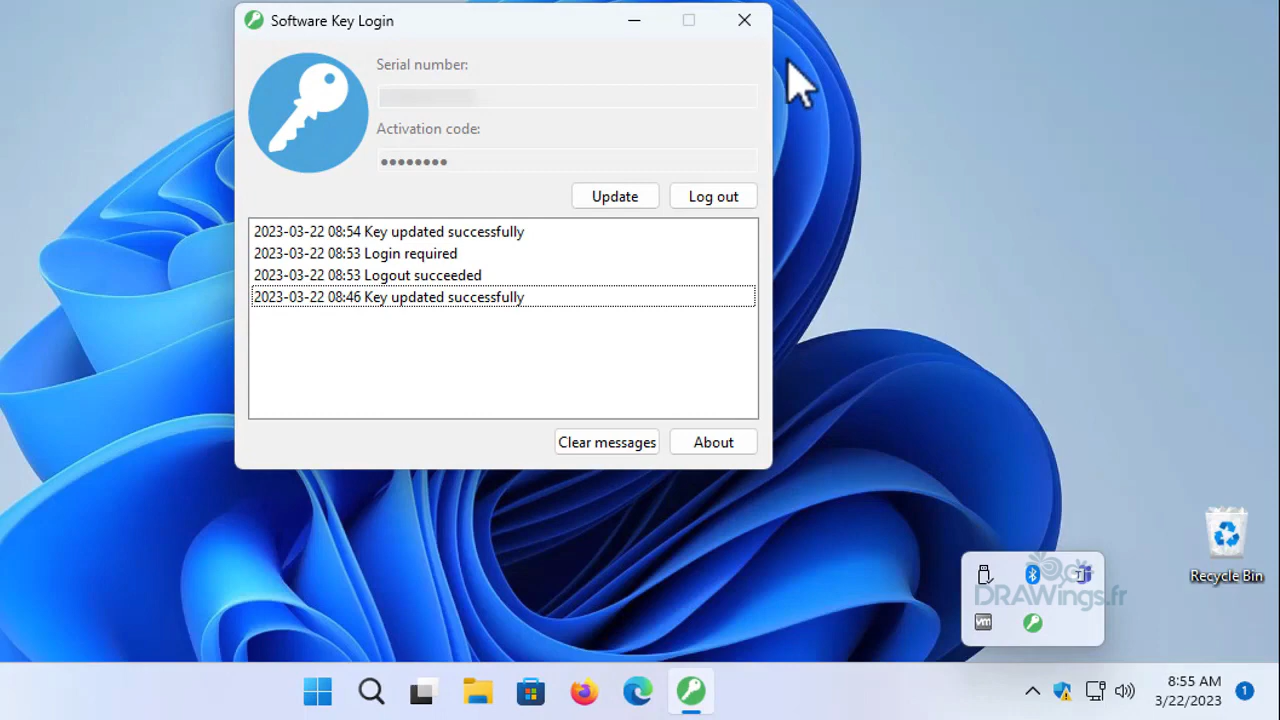 Software Key Login
Serial number:
Activation code:
••••••••
Update
Log out
2023-03-22 08:54 Key updated successfully
2023-03-22 08:53 Login required
2023-03-22 08:53 Logout succeeded
2023-03-22 08:46 Key updated successfully
Clear messages
About
Recycle Bin
DRAWings.fr
vm
8:55 AM
3/22/2023
1